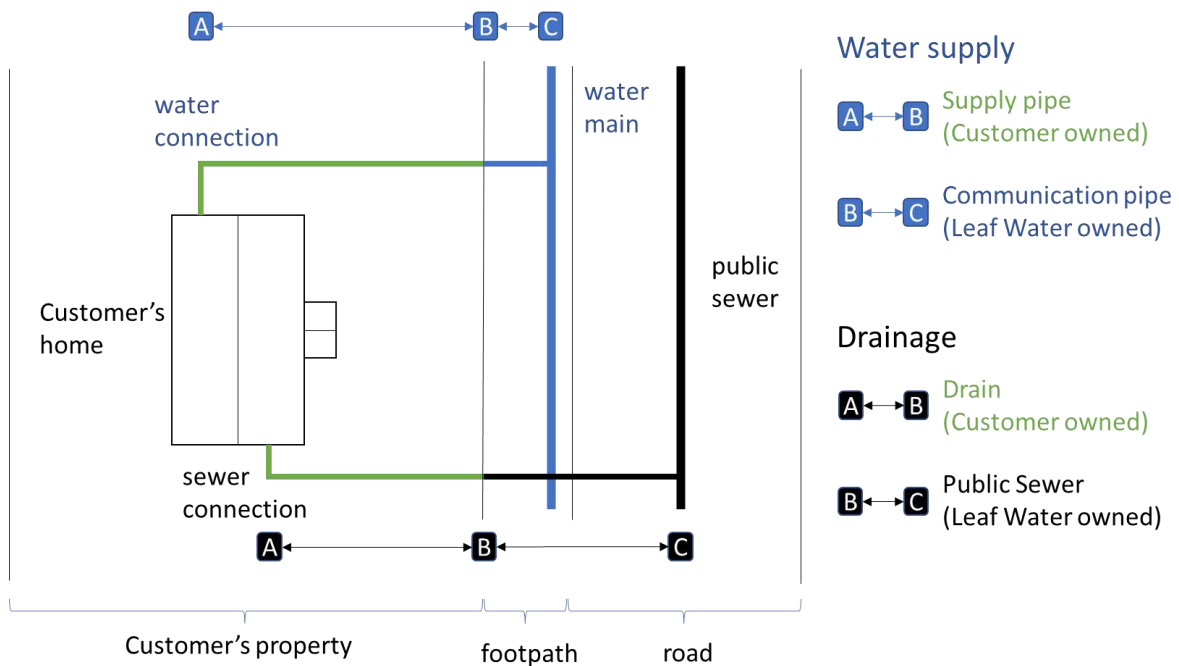 A B C
Water supply
water
connection
water
main
A B Supply pipe
(Customer owned)
B C Communication pipe
(Leaf Water owned)
public
sewer
Customer’s
home
Drainage
A B Drain
(Customer owned)
sewer
connection
B C Public Sewer
(Leaf Water owned)
A B C
Customer’s property
footpath
road